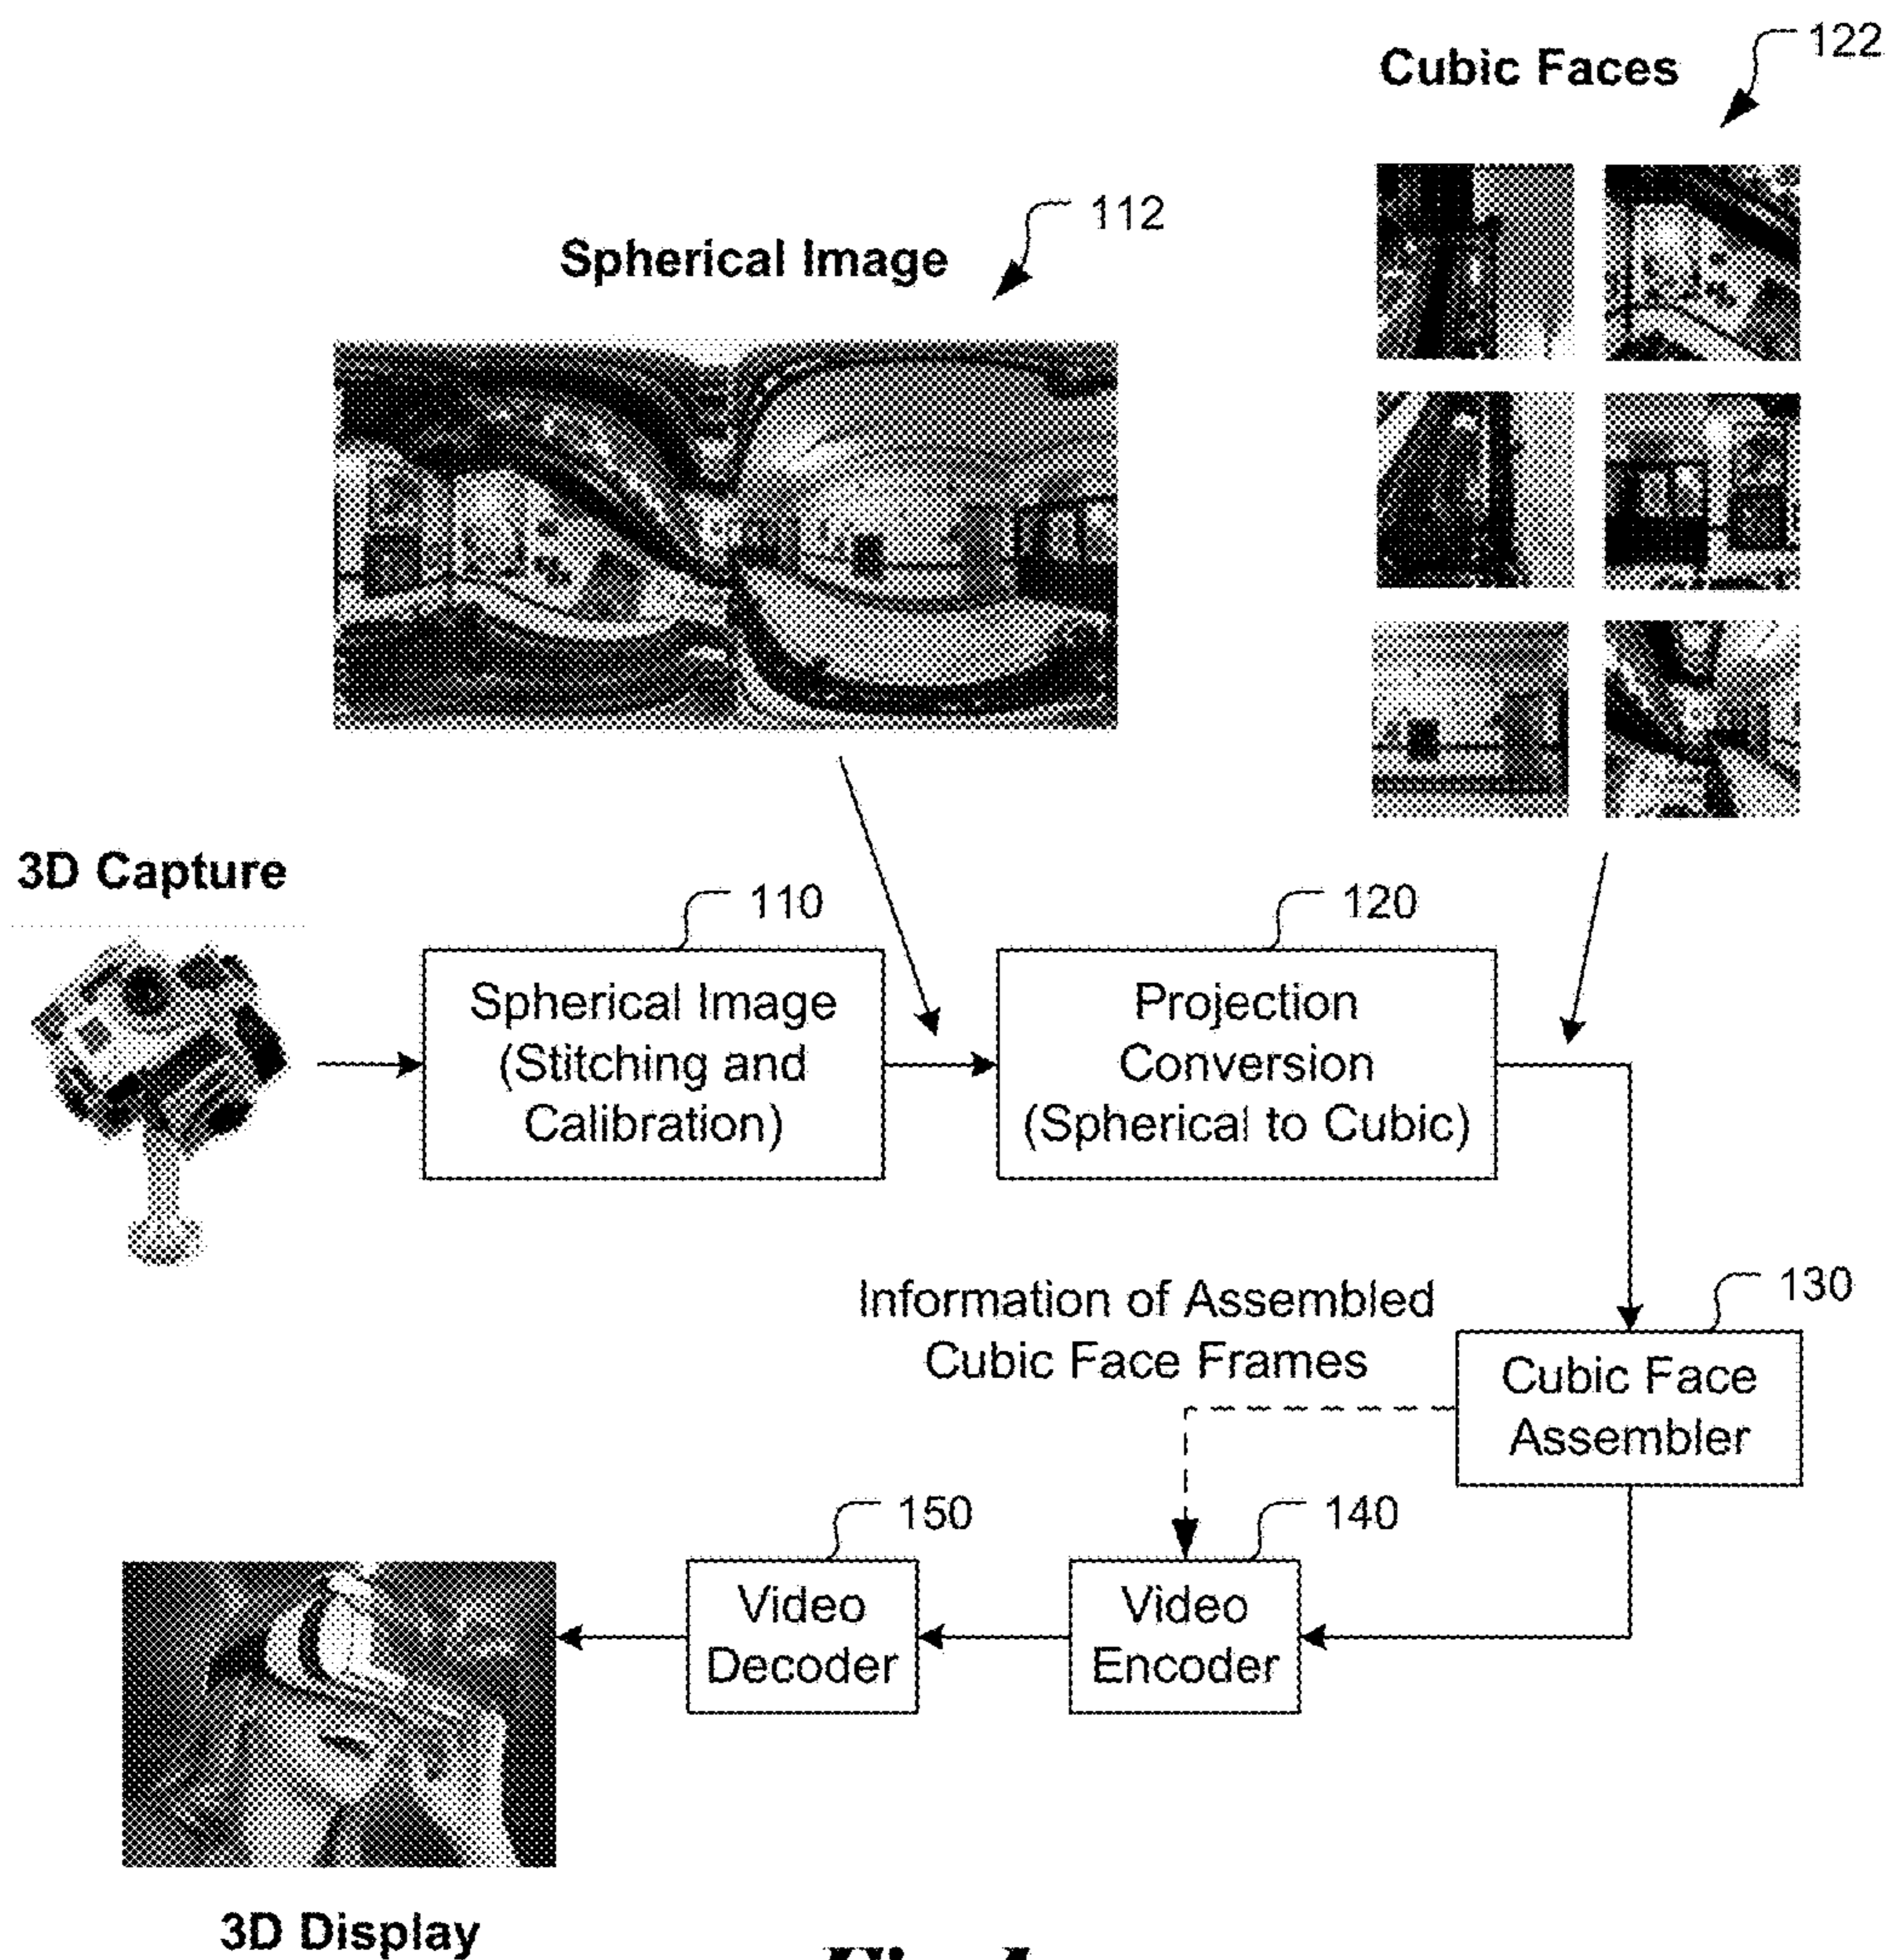 122
Cubic Faces
112
Spherical Image
3D Capture
110
120
Spherical Image
(Stitching and
Calibration)
Projection
Conversion
(Spherical to Cubic)
Information of Assembled
Cubic Face Frames
130
Cubic Face
Assembler
150
140
Video
Decoder
Video
Encoder
3D Display